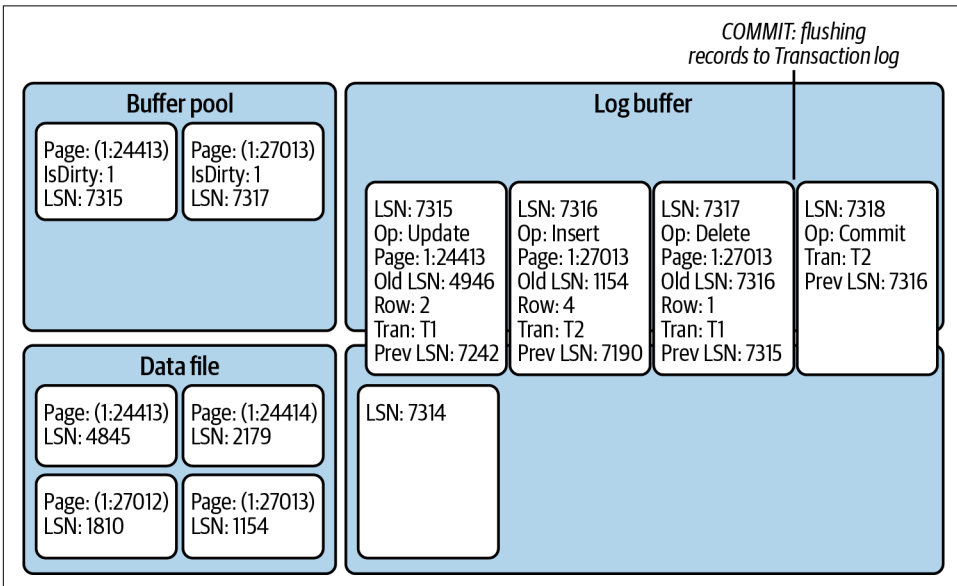 COMMIT: flushing
records to Transaction log
Buffer pool
Page: (1:24413)
IsDirty: 1
LSN: 7315
Page: (1:27013)
IsDirty: 1
LSN: 7317
Log buffer
LSN: 7315
Op: Update
Page: 1:24413
Old LSN: 4946
Row: 2
Tran: T1
Prev LSN: 7242
LSN: 7316
Op: Insert
Page: 1:27013
Old LSN: 1154
Row: 4
Tran: T2
Prev LSN: 7190
LSN: 7317
Op: Delete
Page: 1:27013
Old LSN: 7316
Row: 1
Tran: T1
Prev LSN: 7315
LSN: 7318
Op: Commit
Tran: T2
Prev LSN: 7316
Data file
Page: (1:24413)
LSN: 4845
Page: (1:24414)
LSN: 2179
Page: (1:27012)
LSN: 1810
Page: (1:27013)
LSN: 1154
LSN: 7314